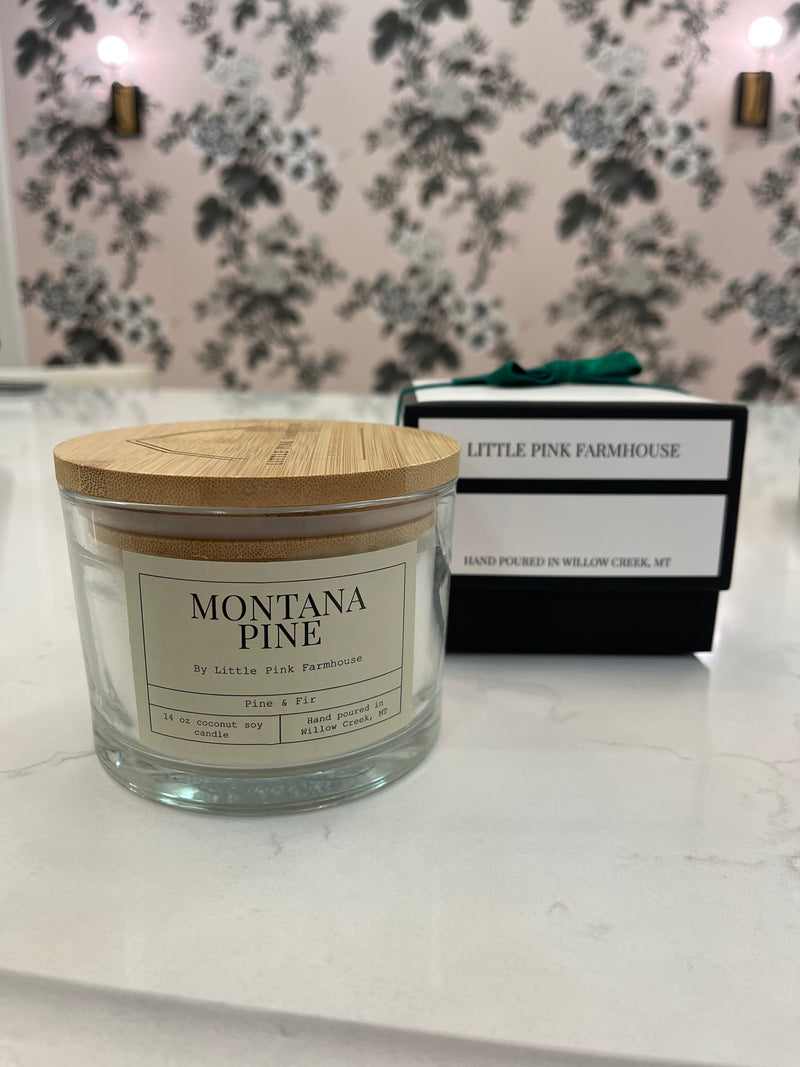 MONTANA
PINE
By Little Pink Farmhouse
Pine & Fir
14 oz coconut soy
candle
Hand poured in
Willow Creek, MT
LITTLE PINK FARMHOUSE
HAND POURED IN WILLOW CREEK, MT